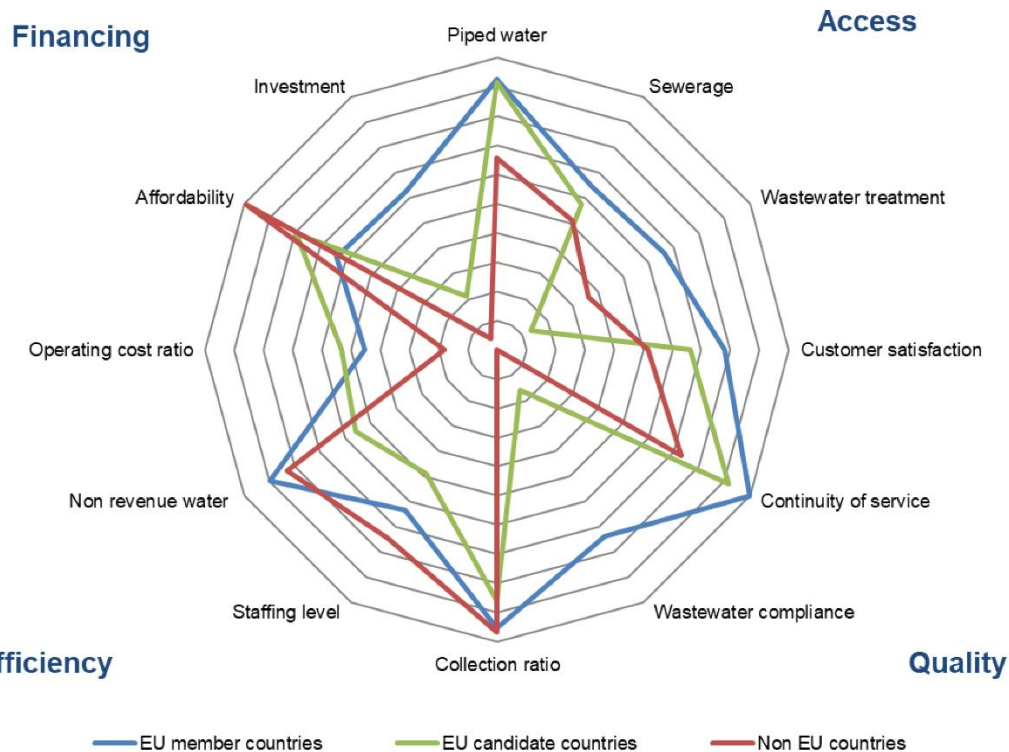 Financing
Access
Piped water
Investment
Sewerage
Affordability
Wastewater treatment
Operating cost ratio
Customer satisfaction
Non revenue water
Continuity of service
Staffing level
Wastewater compliance
Collection ratio
fficiency
Quality
EU member countries
EU candidate countries
Non EU countries